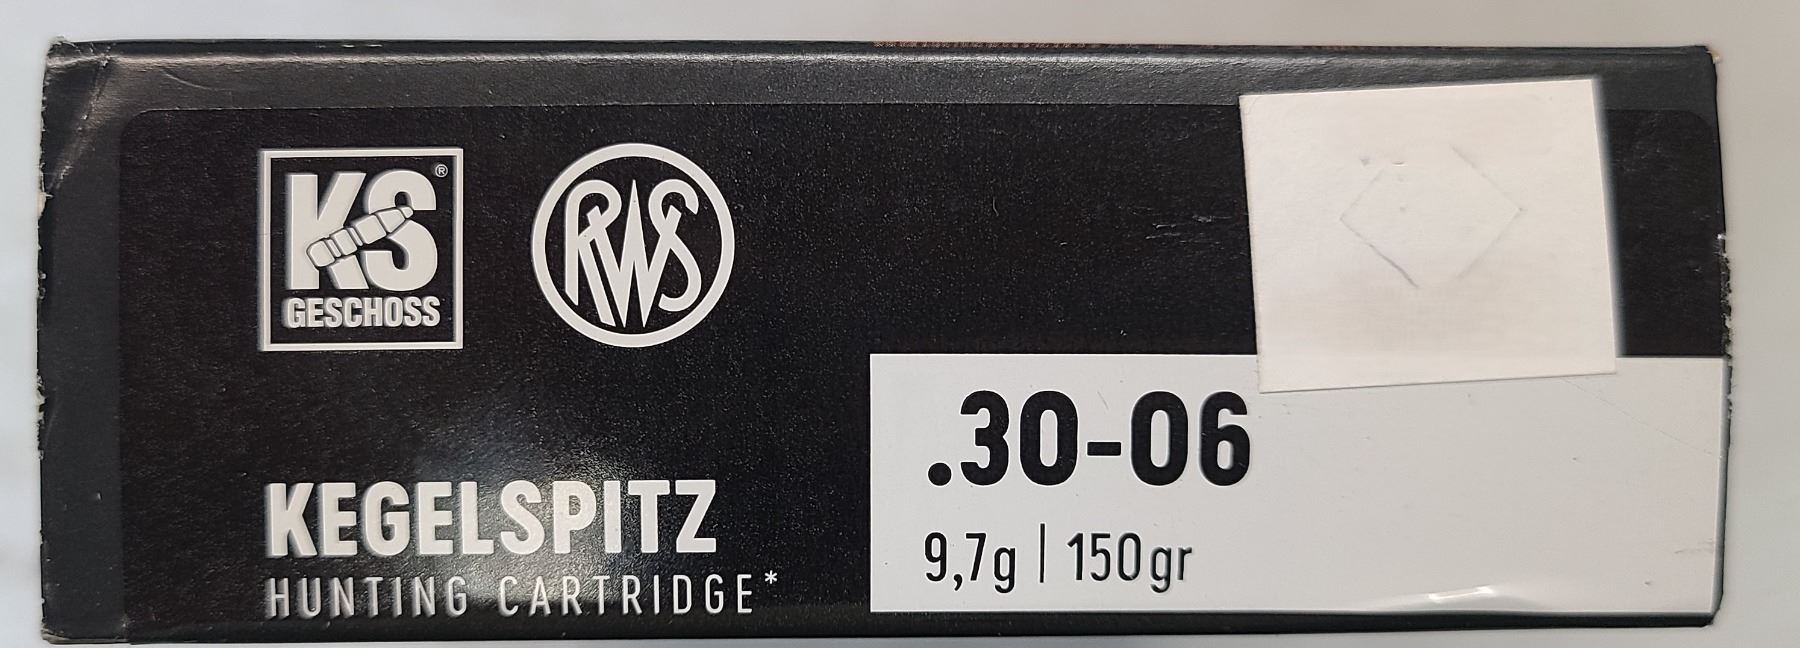 KS®
GESCHOSS
RWS
KEGELSPITZ
HUNTING CARTRIDGE*
.30-06
9,7g | 150gr